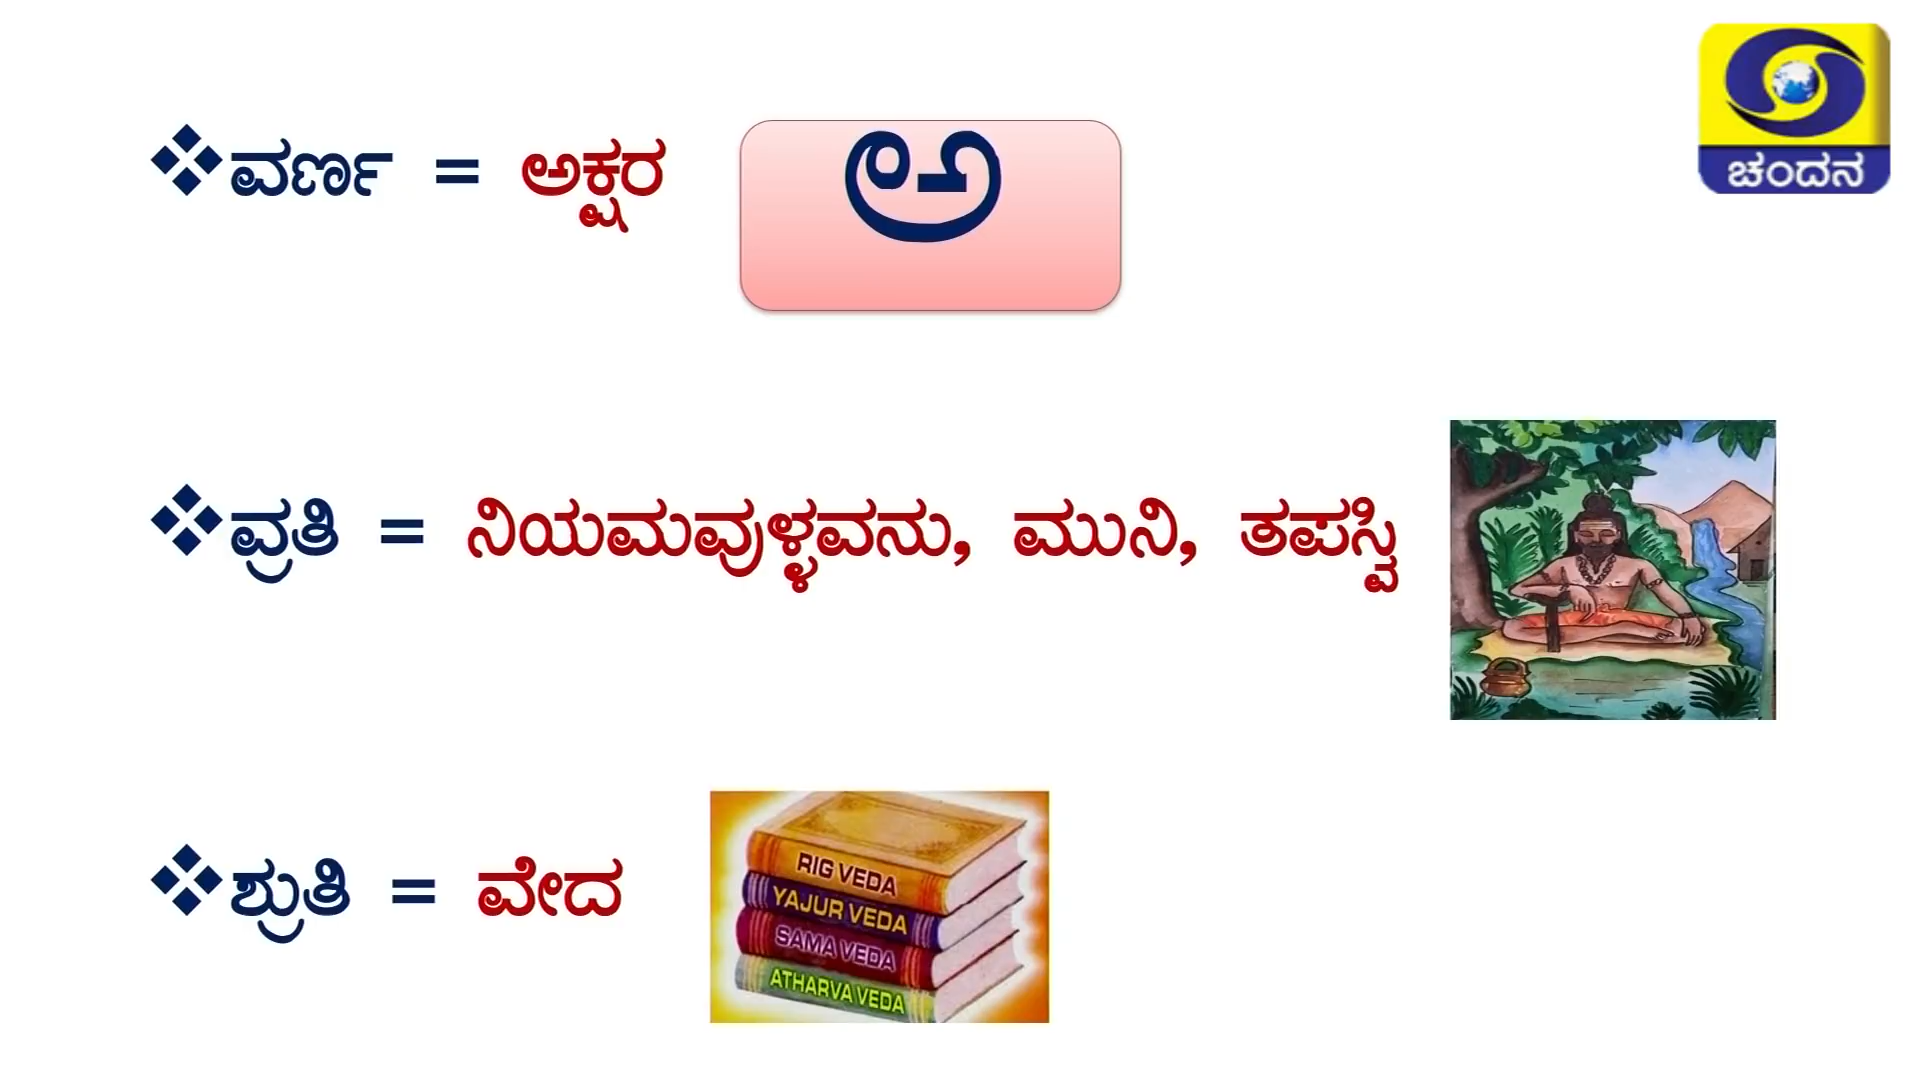 ಚಂದನ
❖ವರ್ಣ = ಅಕ್ಷರ ಅ
❖ವ್ರತಿ = ನಿಯಮವುಳ್ಳವನು, ಮುನಿ, ತಪಸ್ವಿ
❖ಶ್ರುತಿ = ವೇದ
RIG VEDA
YAJUR VEDA
SAMA VEDA
ATHARVA VEDA